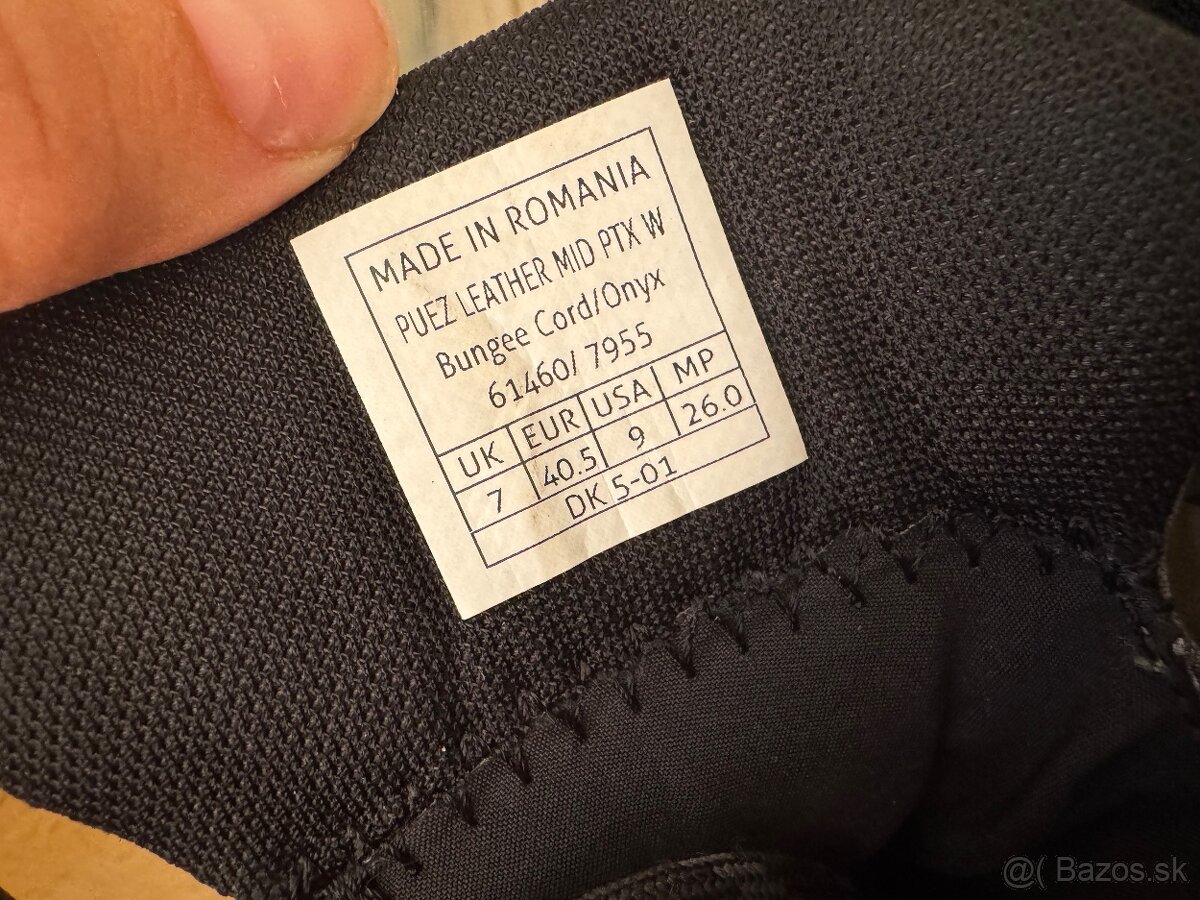 MADE IN ROMANIA
PUEZ LEATHER MID PTX W
Bungee Cord/Onyx
61460/ 7955
UK EUR USA MP
7 40.5 9 26.0
DK 5-01
@( Bazos.sk